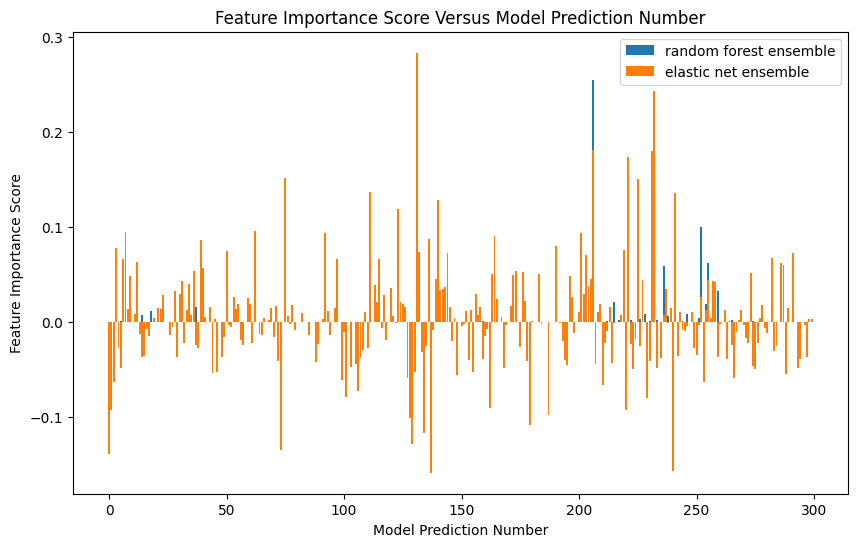 Feature Importance Score Versus Model Prediction Number
random forest ensemble
elastic net ensemble
0.3
0.2
0.1
0.0
−0.1
Feature Importance Score
0 50 100 150 200 250 300
Model Prediction Number